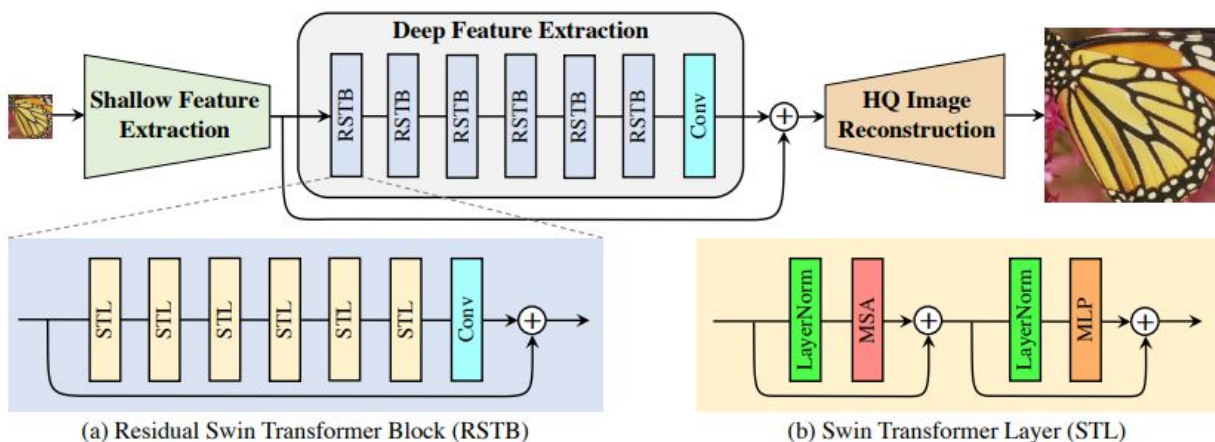 Deep Feature Extraction
Shallow Feature
Extraction
RSTB
RSTB
RSTB
RSTB
RSTB
RSTB
Conv
+
HQ Image
Reconstruction
STL
STL
STL
STL
STL
STL
Conv
+
LayerNorm
MSA
+
LayerNorm
MLP
+
(a) Residual Swin Transformer Block (RSTB)
(b) Swin Transformer Layer (STL)